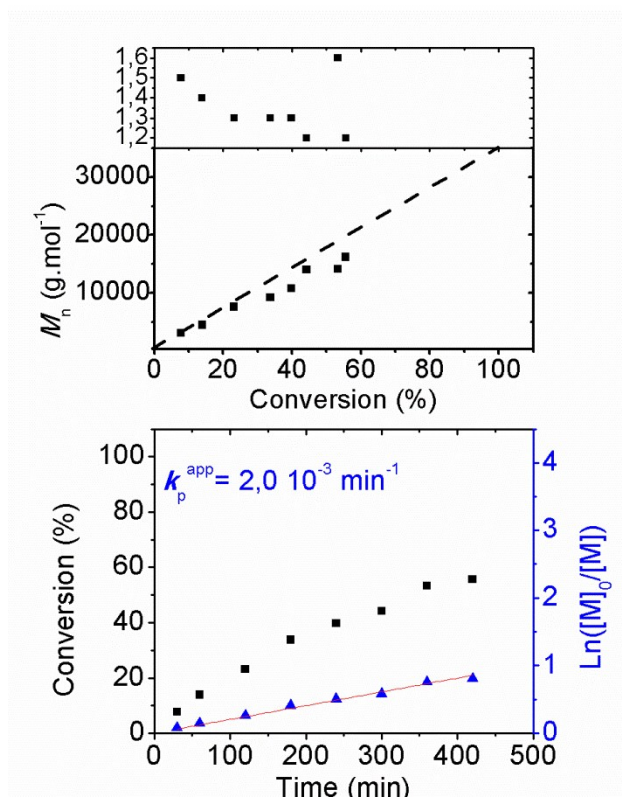 1,6
1,5
1,4
1,3
1,2
30000
20000
10000
Mn (g.mol-1)
0 20 40 60 80 100
Conversion (%)
100
80
60
40
20
0
Conversion (%)
kp app = 2,0 10-3 min-1
4
3
2
1
0
Ln([M]0/[M])
0 100 200 300 400 500
Time (min)